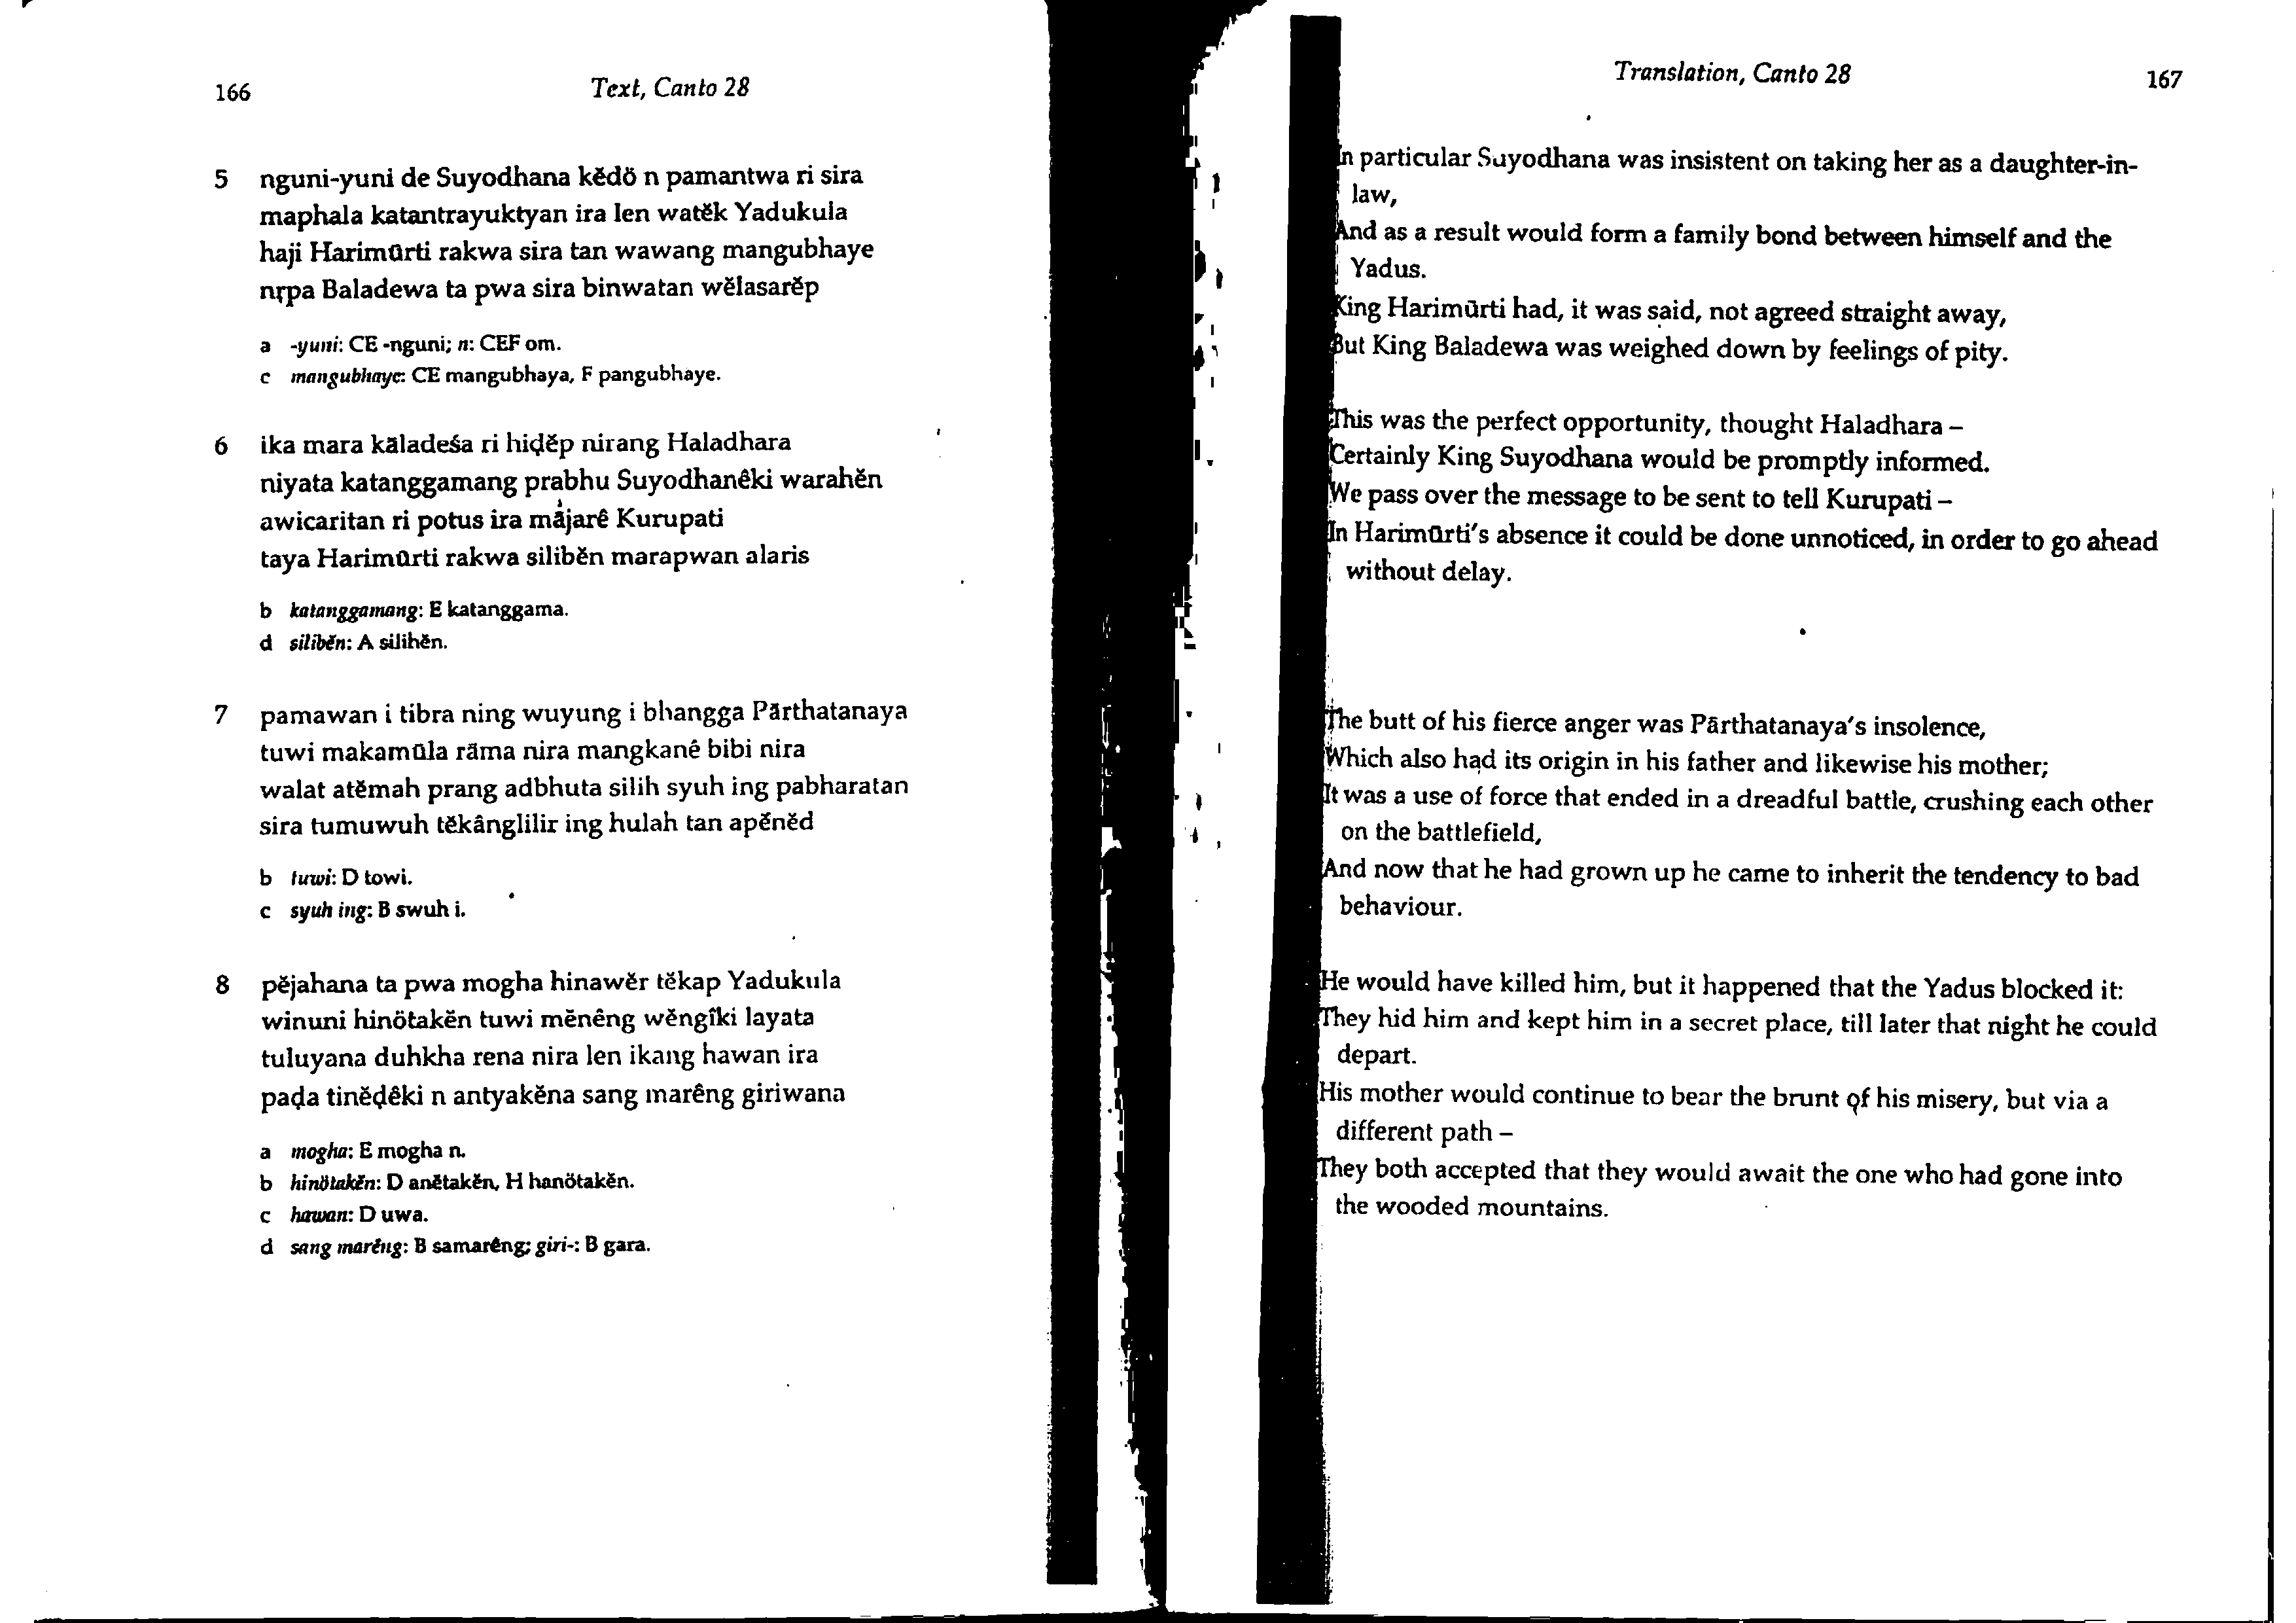 166
Text, Canto 28
5 nguni-yuni de Suyodhana kĕdö n pamantwa ri sira
maphala katantrayuktyan ira len watĕk Yadukula
haji Harimūrti rakwa sira tan wawang mangubhaye
nṛpa Baladewa ta pwa sira binwatan wĕlasarĕp
a -yuni: CE -nguni; n: CEF om.
c mangubhaye: CE mangubhaya, F pangubhaye.
6 ika mara kāladeśa ri hiḍĕp nirang Haladhara
niyata katanggamang prabhu Suyodhanêki warahĕn
awicaritan ri potus ira mājarê Kurupati
taya Harimūrti rakwa silibĕn marapwan alaris
b katanggamang: E katanggama.
d silibĕn: A silihĕn.
7 pamawan i tibra ning wuyung i bhangga Pārthatanaya
tuwi makamūla rāma nira mangkanê bibi nira
walat atĕmah prang adbhuta silih syuh ing pabharatan
sira tumuwuh tĕkânglilir ing hulah tan apĕnĕd
b tuwi: D towi.
c syuh ing: B swuh i.
8 pĕjahana ta pwa mogha hinawĕr tĕkap Yadukula
winuni hinötakĕn tuwi mĕnêng wĕngîki layata
tuluyana duhkha rena nira len ikang hawan ira
paḍa tinĕḍêki n antyakĕna sang marêng giriwana
a mogha: E mogha n.
b hinötakĕn: D anĕtakĕn, H hanötakĕn.
c hawan: D uwa.
d sang marêng: B samarêng; giri-: B gara.
Translation, Canto 28
167
In particular Suyodhana was insistent on taking her as a daughter-in-
law,
And as a result would form a family bond between himself and the
Yadus.
King Harimūrti had, it was said, not agreed straight away,
But King Baladewa was weighed down by feelings of pity.
This was the perfect opportunity, thought Haladhara –
Certainly King Suyodhana would be promptly informed.
We pass over the message to be sent to tell Kurupati –
In Harimūrti's absence it could be done unnoticed, in order to go ahead
without delay.
The butt of his fierce anger was Pārthatanaya's insolence,
Which also had its origin in his father and likewise his mother;
It was a use of force that ended in a dreadful battle, crushing each other
on the battlefield,
And now that he had grown up he came to inherit the tendency to bad
behaviour.
He would have killed him, but it happened that the Yadus blocked it:
They hid him and kept him in a secret place, till later that night he could
depart.
His mother would continue to bear the brunt of his misery, but via a
different path –
They both accepted that they would await the one who had gone into
the wooded mountains.